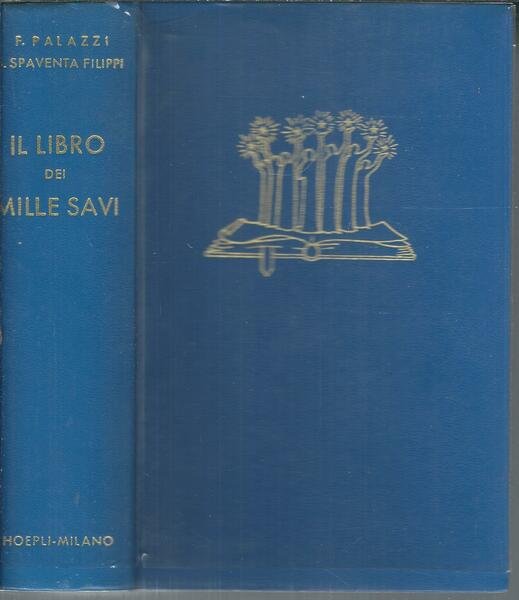 F. PALAZZI
. SPAVENTA FILIPPI
IL LIBRO
DEI
MILLE SAVI
HOEPLI-MILANO